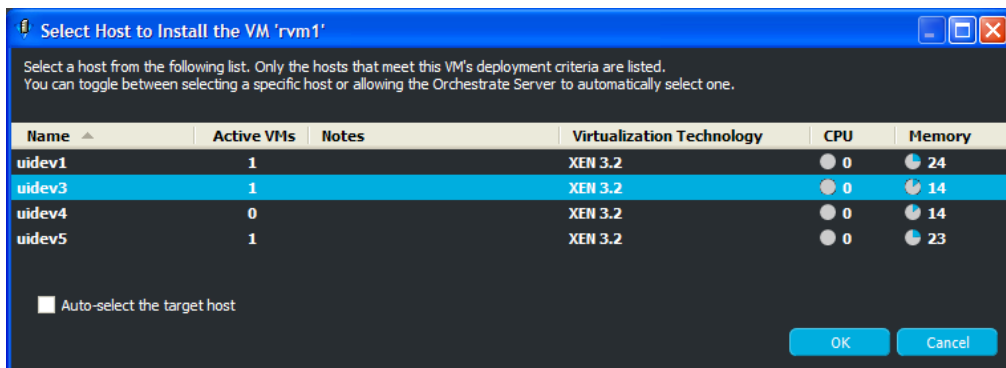 Select Host to Install the VM 'rvm1'
Select a host from the following list. Only the hosts that meet this VM's deployment criteria are listed.
You can toggle between selecting a specific host or allowing the Orchestrate Server to automatically select one.
Name Active VMs Notes Virtualization Technology CPU Memory
uidev1 1 XEN 3.2 0 24
uidev3 1 XEN 3.2 0 14
uidev4 0 XEN 3.2 0 14
uidev5 1 XEN 3.2 0 23
Auto-select the target host
OK Cancel